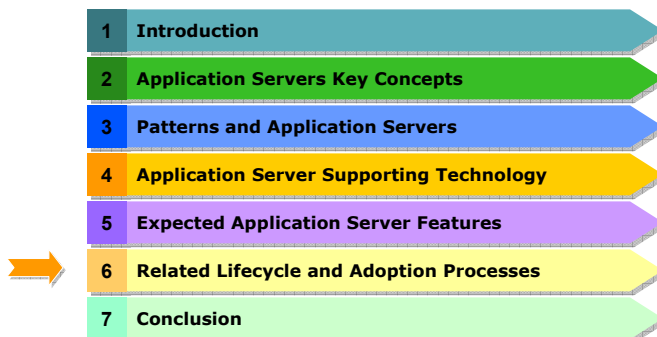 1 Introduction
2 Application Servers Key Concepts
3 Patterns and Application Servers
4 Application Server Supporting Technology
5 Expected Application Server Features
6 Related Lifecycle and Adoption Processes
7 Conclusion